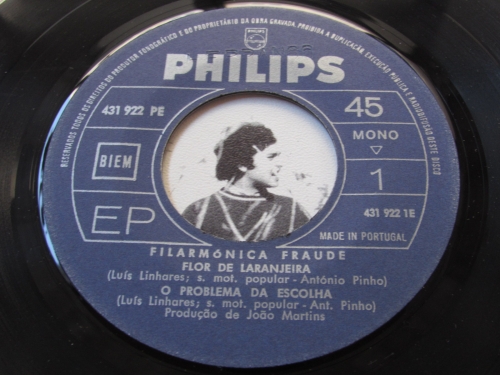 RESERVADOS TODOS OS DIREITOS DO PRODUTOR FONOGRÁFICO E DO PROPRIETÁRIO DA OBRA GRAVADA. PROIBIDA A DUPLICAÇÃO, EXECUÇÃO PÚBLICA E RADIODIFUSÃO DESTE DISCO
PHILIPS
PHILIPS
431 922 PE
45
MONO
BIEM
1
EP
431 922 1E
MADE IN PORTUGAL
FILARMÓNICA FRAUDE
FLOR DE LARANJEIRA
(Luís Linhares; s. mot. popular - António Pinho)
O PROBLEMA DA ESCOLHA
(Luís Linhares; s. mot. popular - Ant. Pinho)
Produção de João Martins